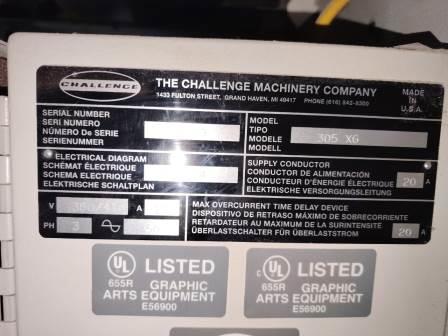 CHALLENGE
THE CHALLENGE MACHINERY COMPANY
1433 FULTON STREET, GRAND HAVEN, MI 49417 PHONE (616) 842-8300
MADE
IN
U.S.A.
SERIAL NUMBER
SERI NUMERO
NÚMERO De SERIE
SERIENUMMER
MODEL
TIPO
MODELE
MODELL
305 XG
ELECTRICAL DIAGRAM
SCHÉMAT ÉLECTRIQUE
SCHEMA ELECTRIQUE
ELEKTRISCHE SCHALTPLAN
SUPPLY CONDUCTOR
CONDUCTOR DE ALIMENTACIÓN
CONDUCTEUR D'ÉNERGIE ÉLECTRIQUE
ELEKTRISCHE VERSORGUNGSLEITUNG
20 A
V A
PH 3
MAX OVERCURRENT TIME DELAY DEVICE
DISPOSITIVO DE RETRASO MÁXIMO DE SOBRECORRIENTE
RETARDATEUR AU MAXIMUM DE LA SURINTENSITÉ
ÜBERLASTSCHALTER FÜR ÜBERLASTSTROM
20 A
UL LISTED
655R GRAPHIC
ARTS EQUIPMENT
E56900
C UL LISTED
655R GRAPHIC
ARTS EQUIPMENT
E56900